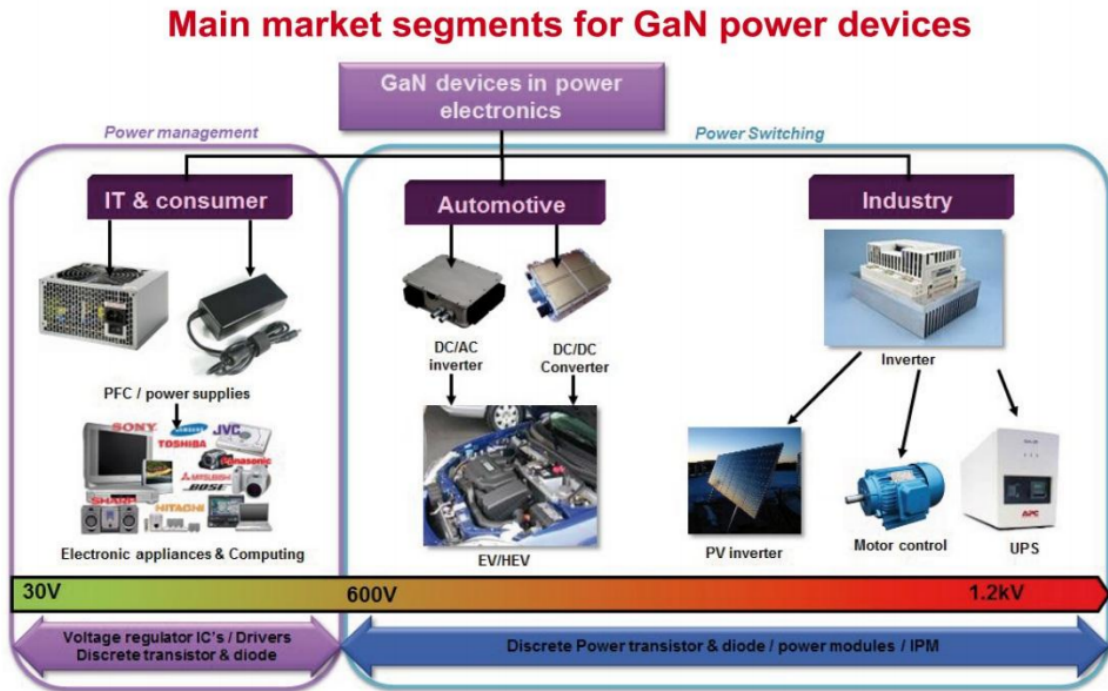 Main market segments for GaN power devices
GaN devices in power
electronics
Power management
Power Switching
IT & consumer
Automotive
Industry
PFC / power supplies
DC/AC
inverter
DC/DC
Converter
Inverter
SONY
SAMSUNG
JVC
TOSHIBA
Panasonic
MITSUBISHI
BOSE
SHARP
HITACHI
Electronic appliances & Computing
EV/HEV
PV inverter
Motor control
APC
UPS
30V
600V
1.2kV
Voltage regulator IC's / Drivers
Discrete transistor & diode
Discrete Power transistor & diode / power modules / IPM